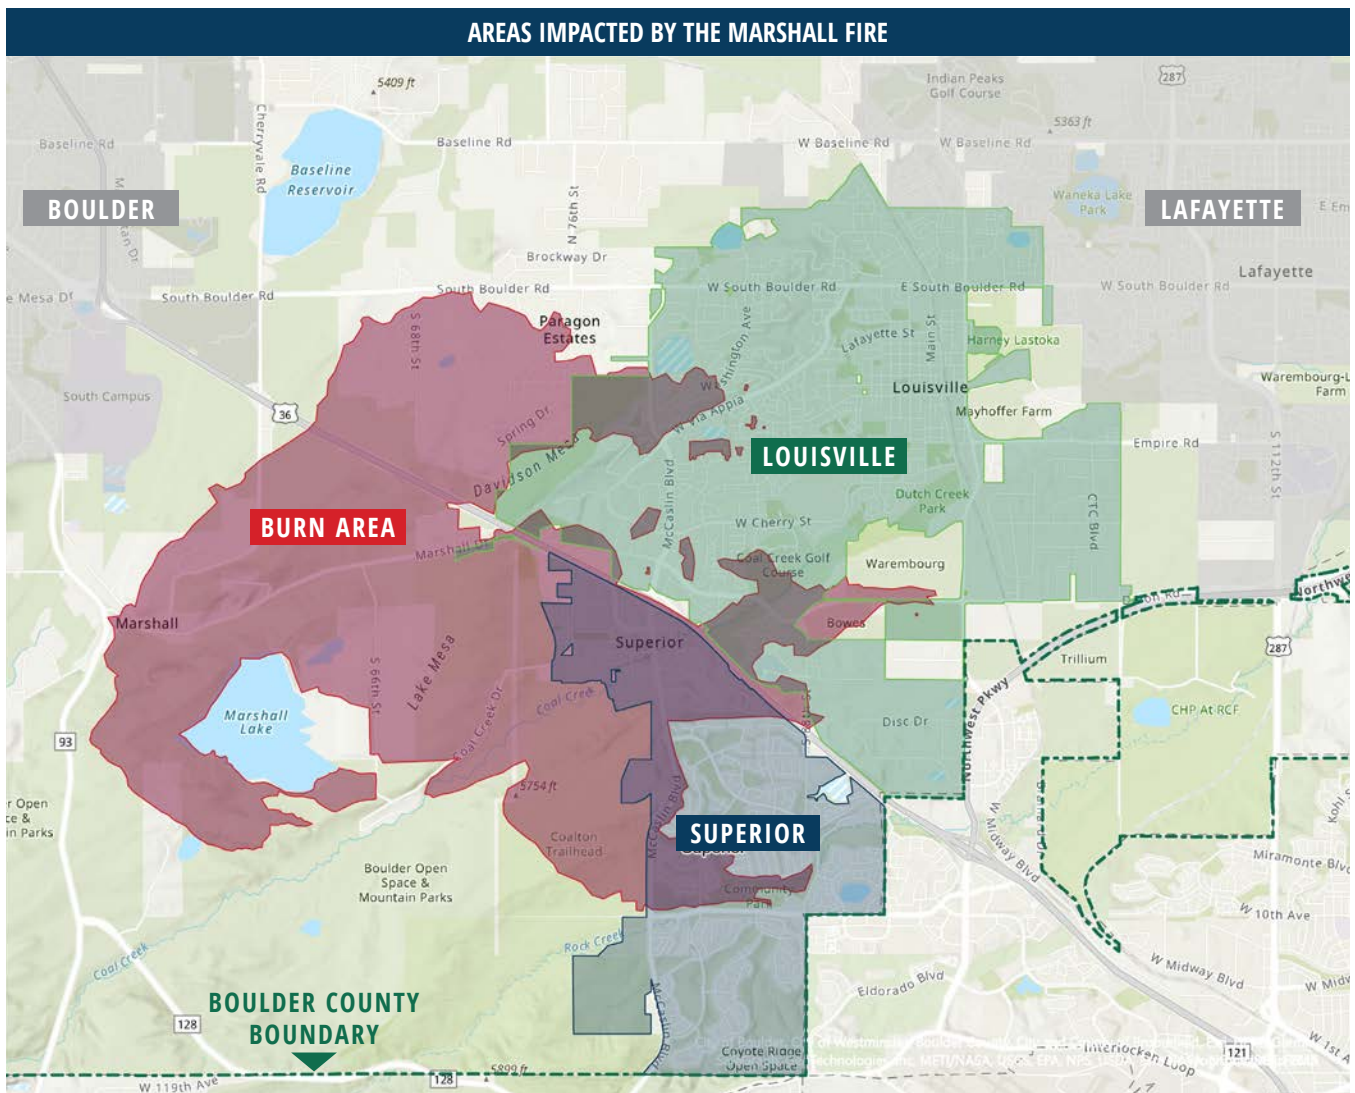 AREAS IMPACTED BY THE MARSHALL FIRE
5409 ft
Indian Peaks
Golf Course
287
5363 ft
Baseline Rd
Cherryvale Rd
Baseline Rd
W Baseline Rd
W Baseline Rd
Baseline
Reservoir
BOULDER
Waneka Lake
Park
LAFAYETTE
N 76th St
Brockway Dr
Lafayette
South Boulder Rd
South Boulder Rd
W South Boulder Rd
E South Boulder Rd
W South Boulder Rd
S 68th St
Paragon
Estates
Lafayette St
Main St
Harney Lastoka
South Campus
36
W Via Appia
Louisville
Mayhoffer Farm
Farm
Spring Dr
Davidson Mesa
LOUISVILLE
Empire Rd
S 112th St
McCaslin Blvd
Dutch Creek
Park
CTC Blvd
BURN AREA
W Cherry St
Marshall Dr
Coal Creek Golf
Course
Warembourg
Marshall
Bowes
Superior
Trillium
287
S 66th St
Lake Mesa
Coal Creek
Coal Creek Dr
Marshall
Lake
Disc Dr
Northwest Pkwy
CHP At RCF
93
5754 ft
McCaslin Blvd
W Midway Blvd
SUPERIOR
Coalton
Trailhead
Miramonte Blvd
Boulder Open
Space &
Mountain Parks
Community
Park
W 10th Ave
Rock Creek
Coal Creek
W Midway Blvd
Eldorado Blvd
BOULDER COUNTY
BOUNDARY
McCaslin Blvd
128
Coyote Ridge
Open Space
Interlocken Loop
121
W 119th Ave
128
5899 ft